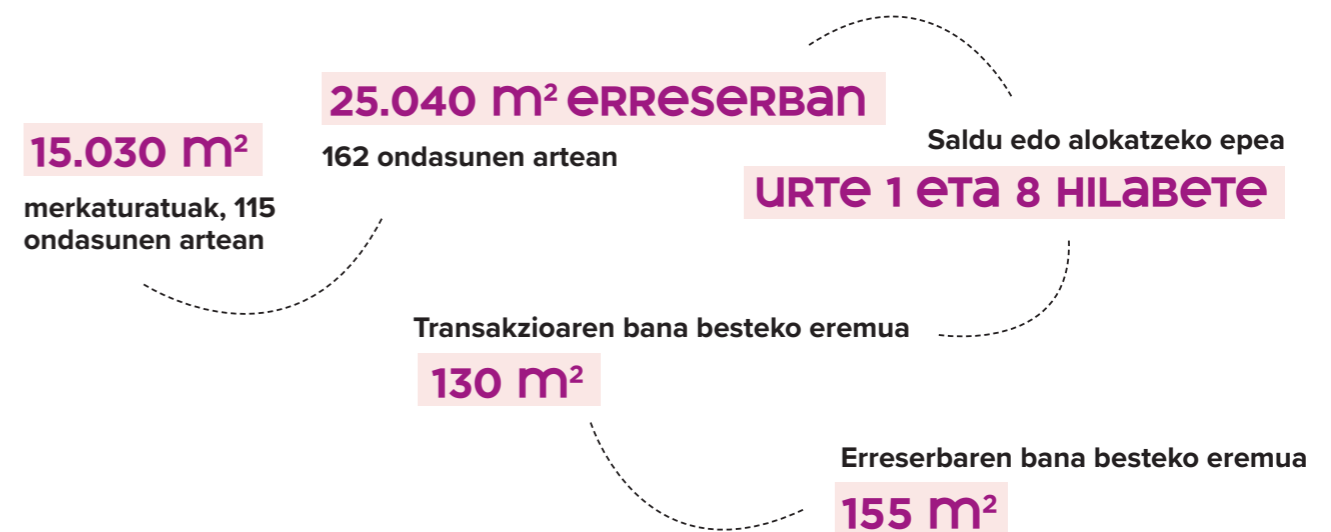 15.030 m²
merkaturatuak, 115
ondasunen artean
25.040 m² erreserban
162 ondasunen artean
Saldu edo alokatzeko epea
urte 1 eta 8 hilabete
Transakzioaren bana besteko eremua
130 m²
Erreserbaren bana besteko eremua
155 m²